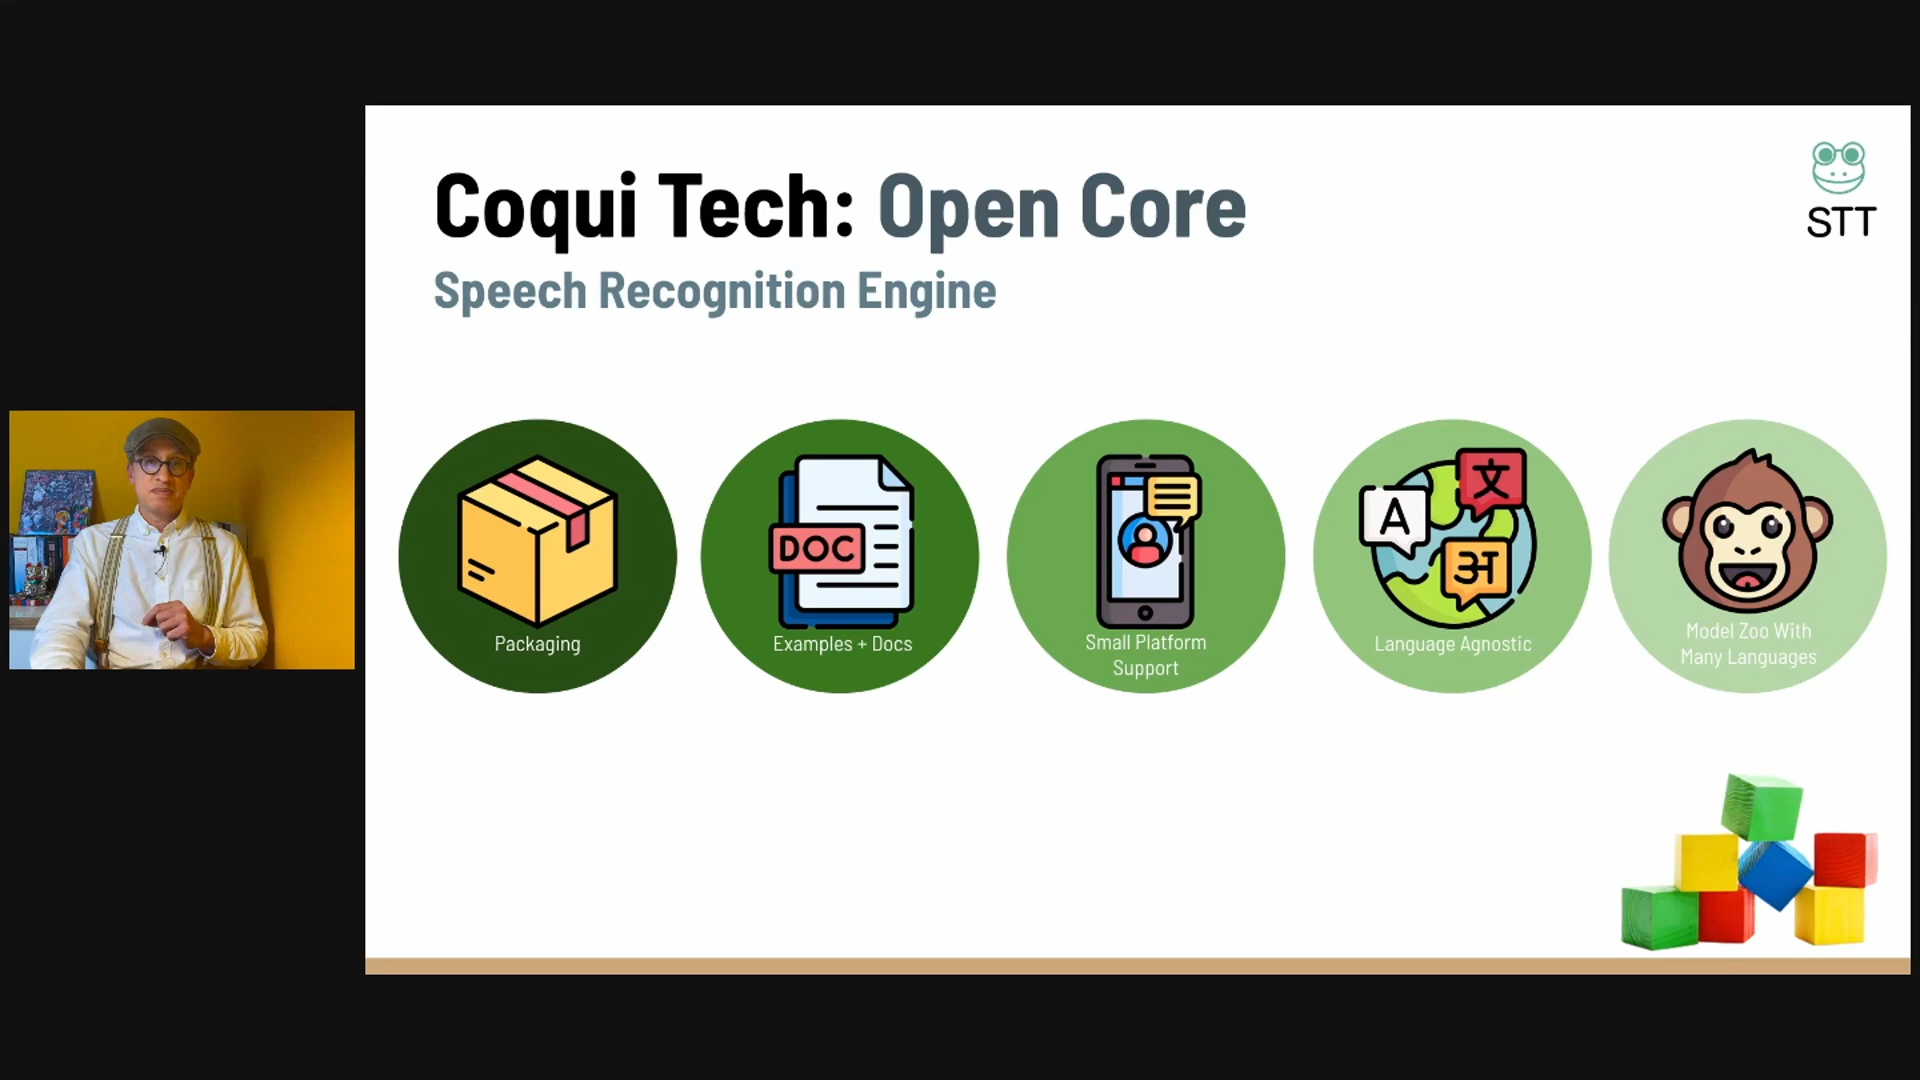 Coqui Tech: Open Core
Speech Recognition Engine
STT
DOC
A
文
अ
Packaging
Examples + Docs
Small Platform
Support
Language Agnostic
Model Zoo With
Many Languages